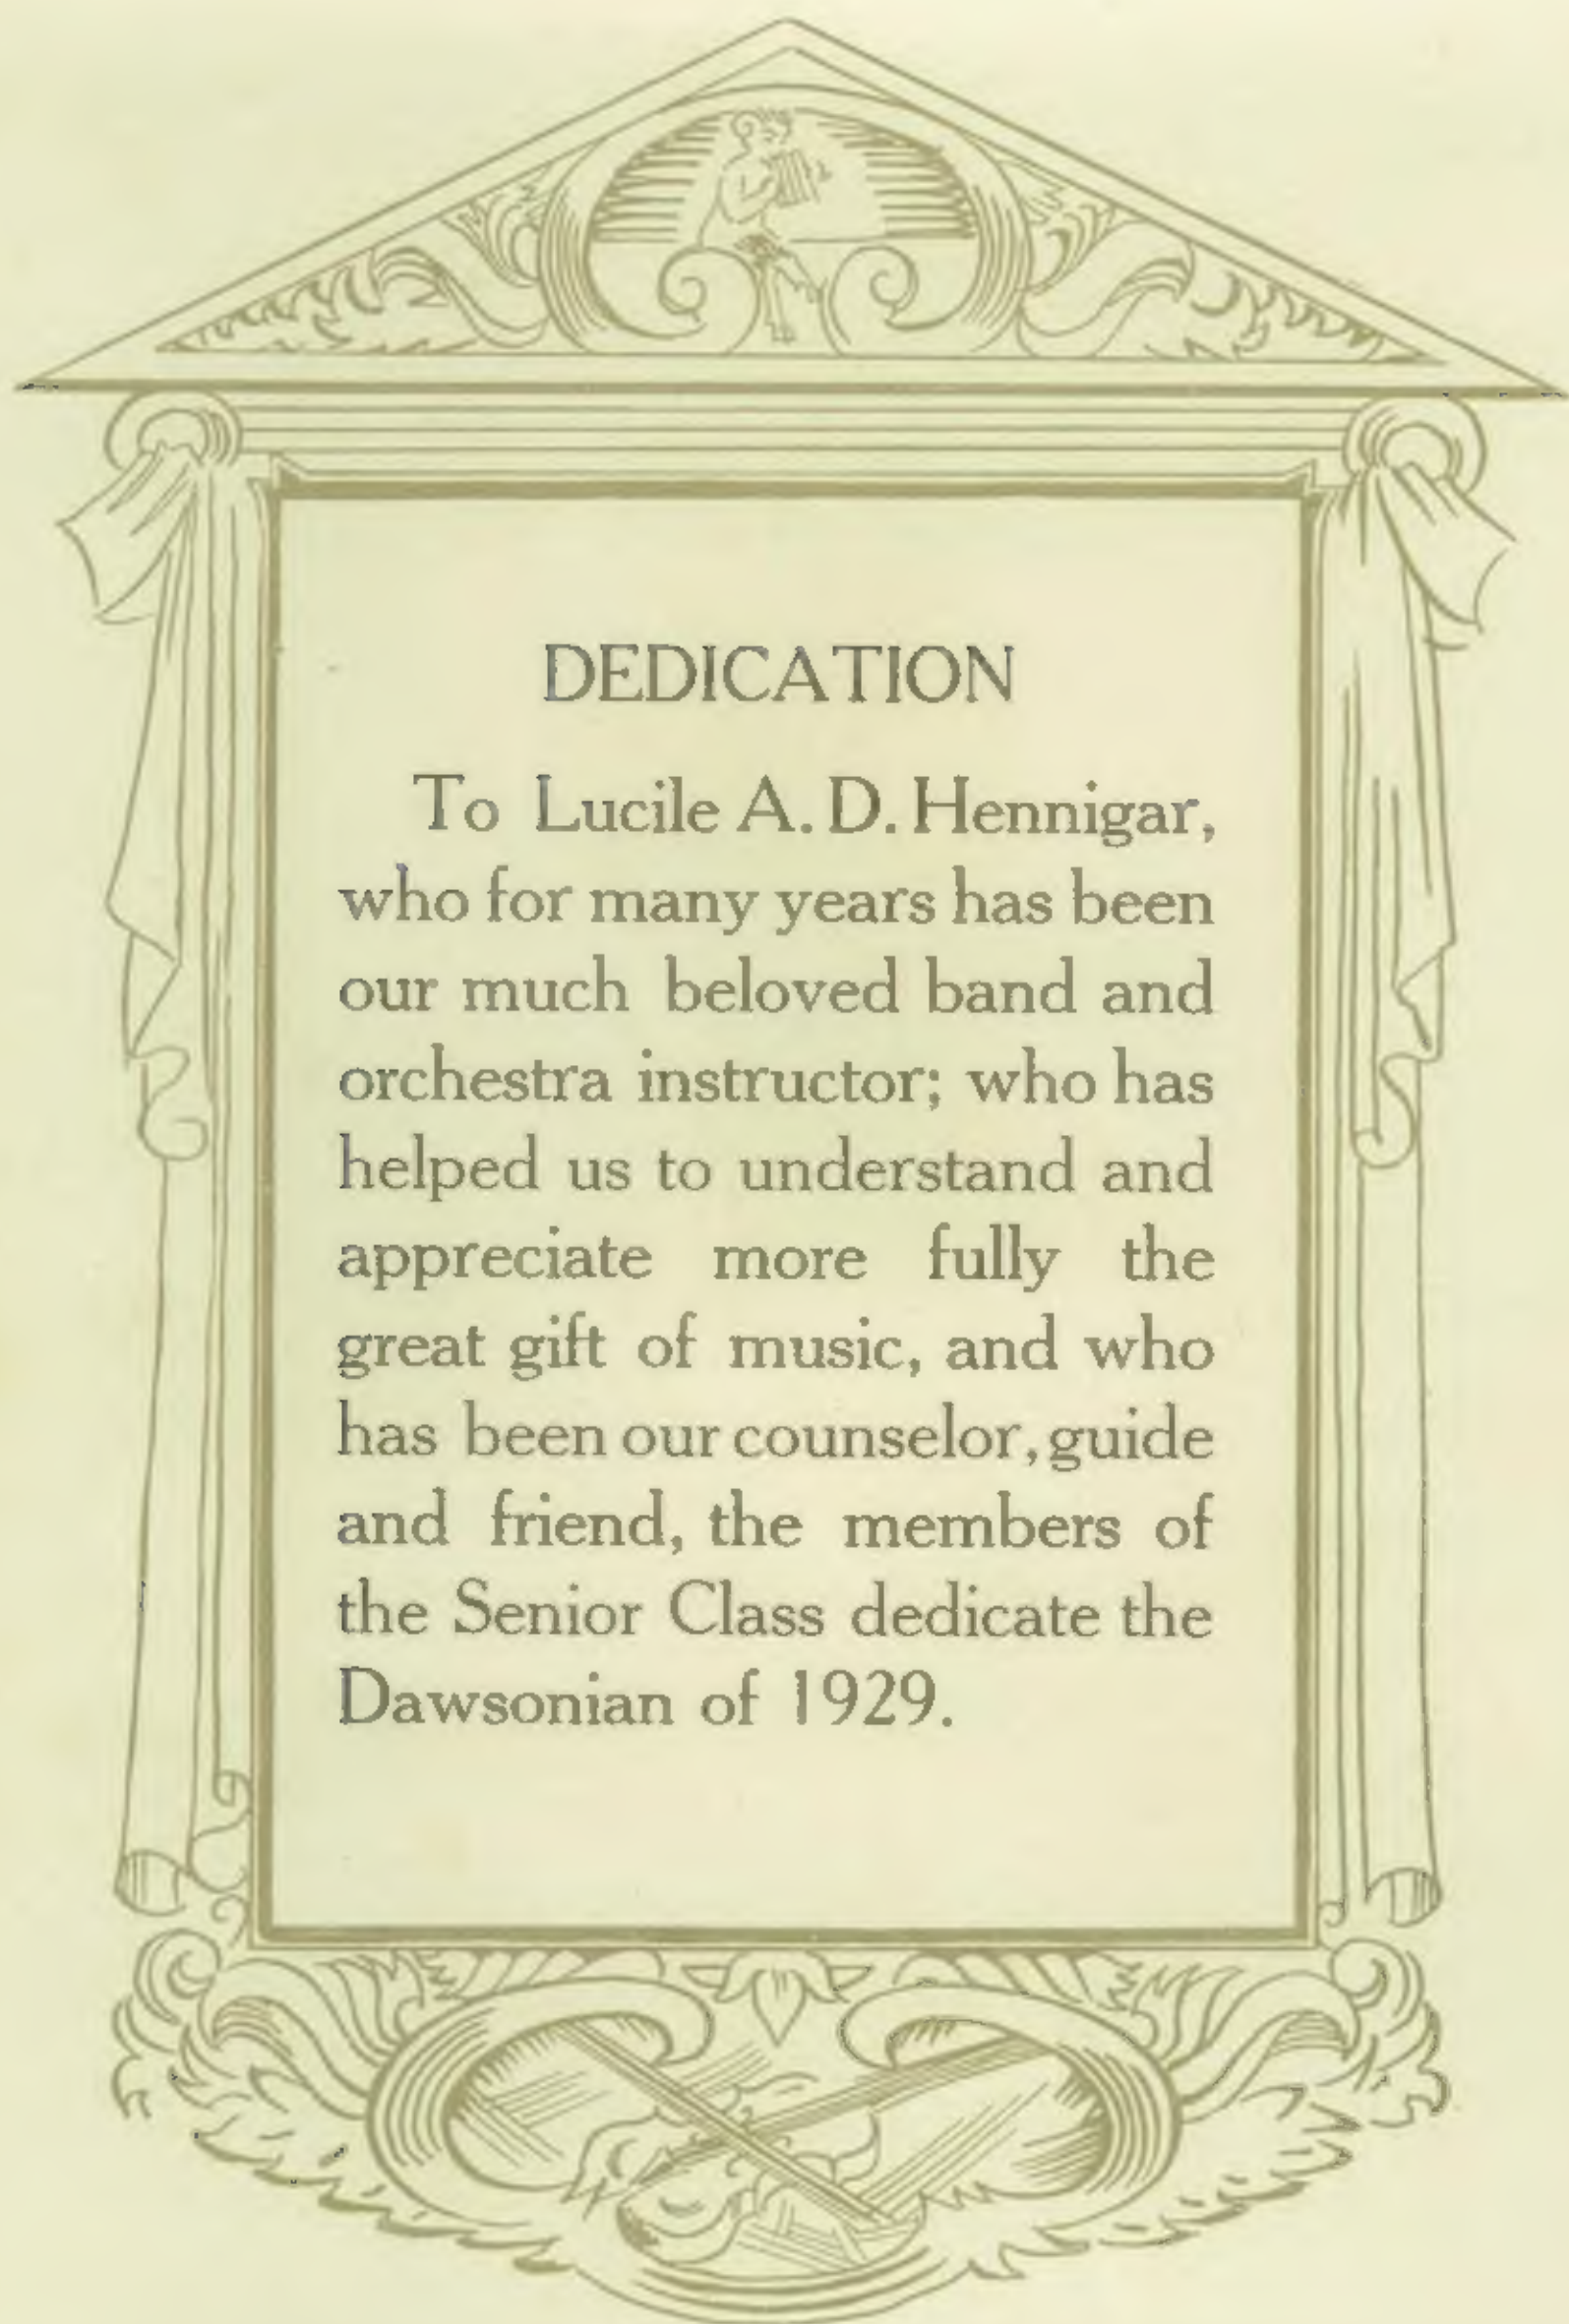 DEDICATION
To Lucile A. D. Hennigar,
who for many years has been
our much beloved band and
orchestra instructor; who has
helped us to understand and
appreciate more fully the
great gift of music, and who
has been our counselor, guide
and friend, the members of
the Senior Class dedicate the
Dawsonian of 1929.